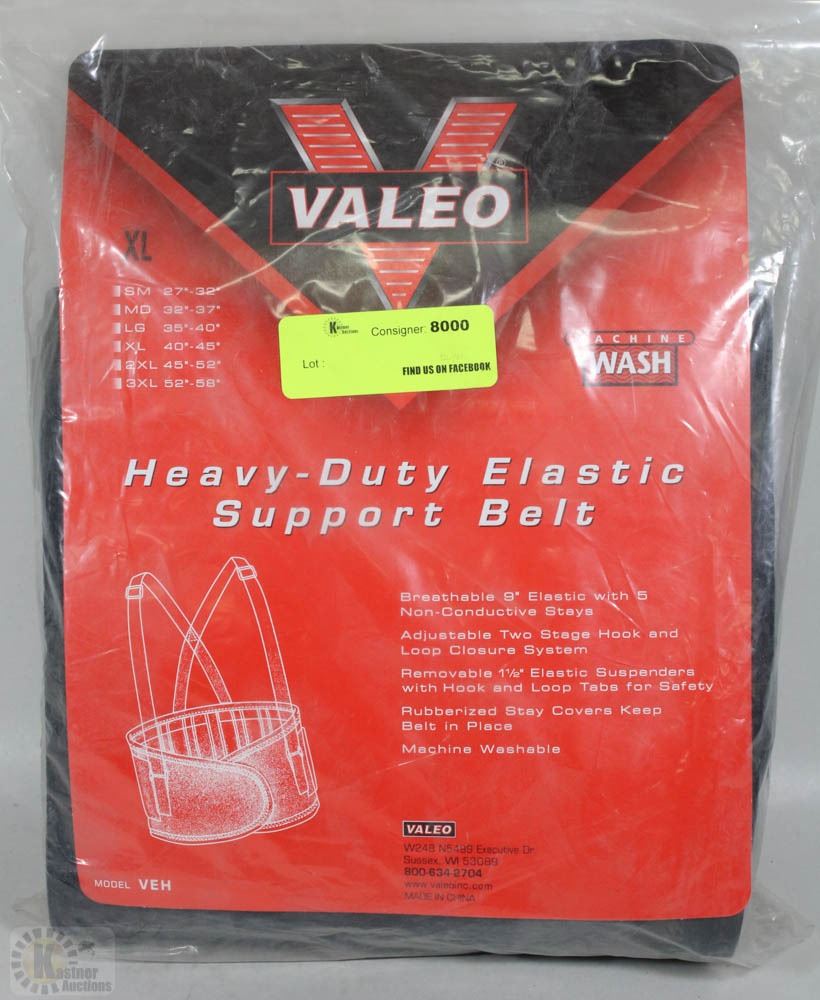 VALEO
XL
SM 27"-32"
MD 32"-37"
LG 35"-40"
XL 40"-45"
2XL 45"-52"
3XL 52"-58"
Kastner Auctions
Consigner: 8000
Lot :
FIND US ON FACEBOOK
MACHINE
WASH
Heavy-Duty Elastic
Support Belt
Breathable 9" Elastic with 5
Non-Conductive Stays
Adjustable Two Stage Hook and
Loop Closure System
Removable 1½" Elastic Suspenders
with Hook and Loop Tabs for Safety
Rubberized Stay Covers Keep
Belt in Place
Machine Washable
VALEO
W248 N5499 Executive Dr.
Sussex, WI 53089
800-634-2704
www.valeoinc.com
MADE IN CHINA
MODEL VEH
Kastner
Auctions